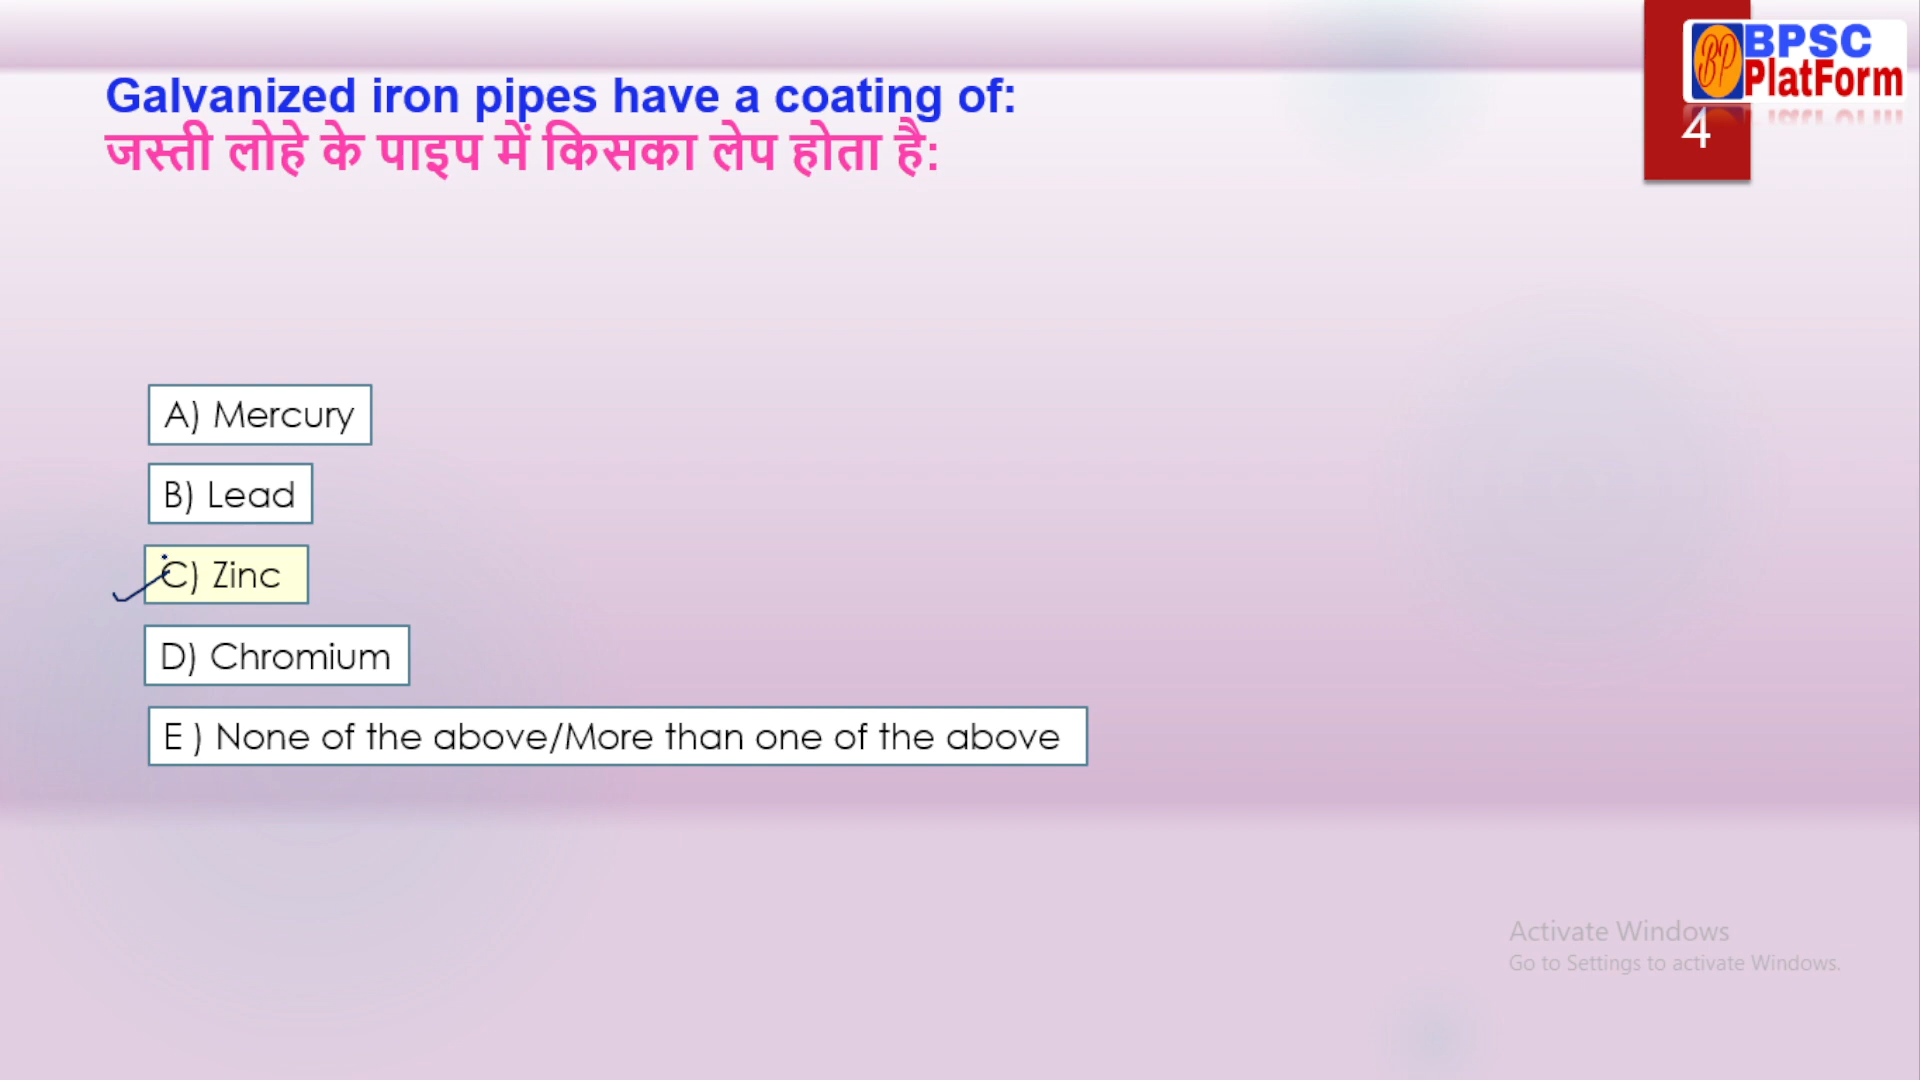 BPSC
PlatForm
4
Galvanized iron pipes have a coating of:
जस्ती लोहे के पाइप में किसका लेप होता है:
A) Mercury
B) Lead
C) Zinc
D) Chromium
E ) None of the above/More than one of the above
Activate Windows
Go to Settings to activate Windows.